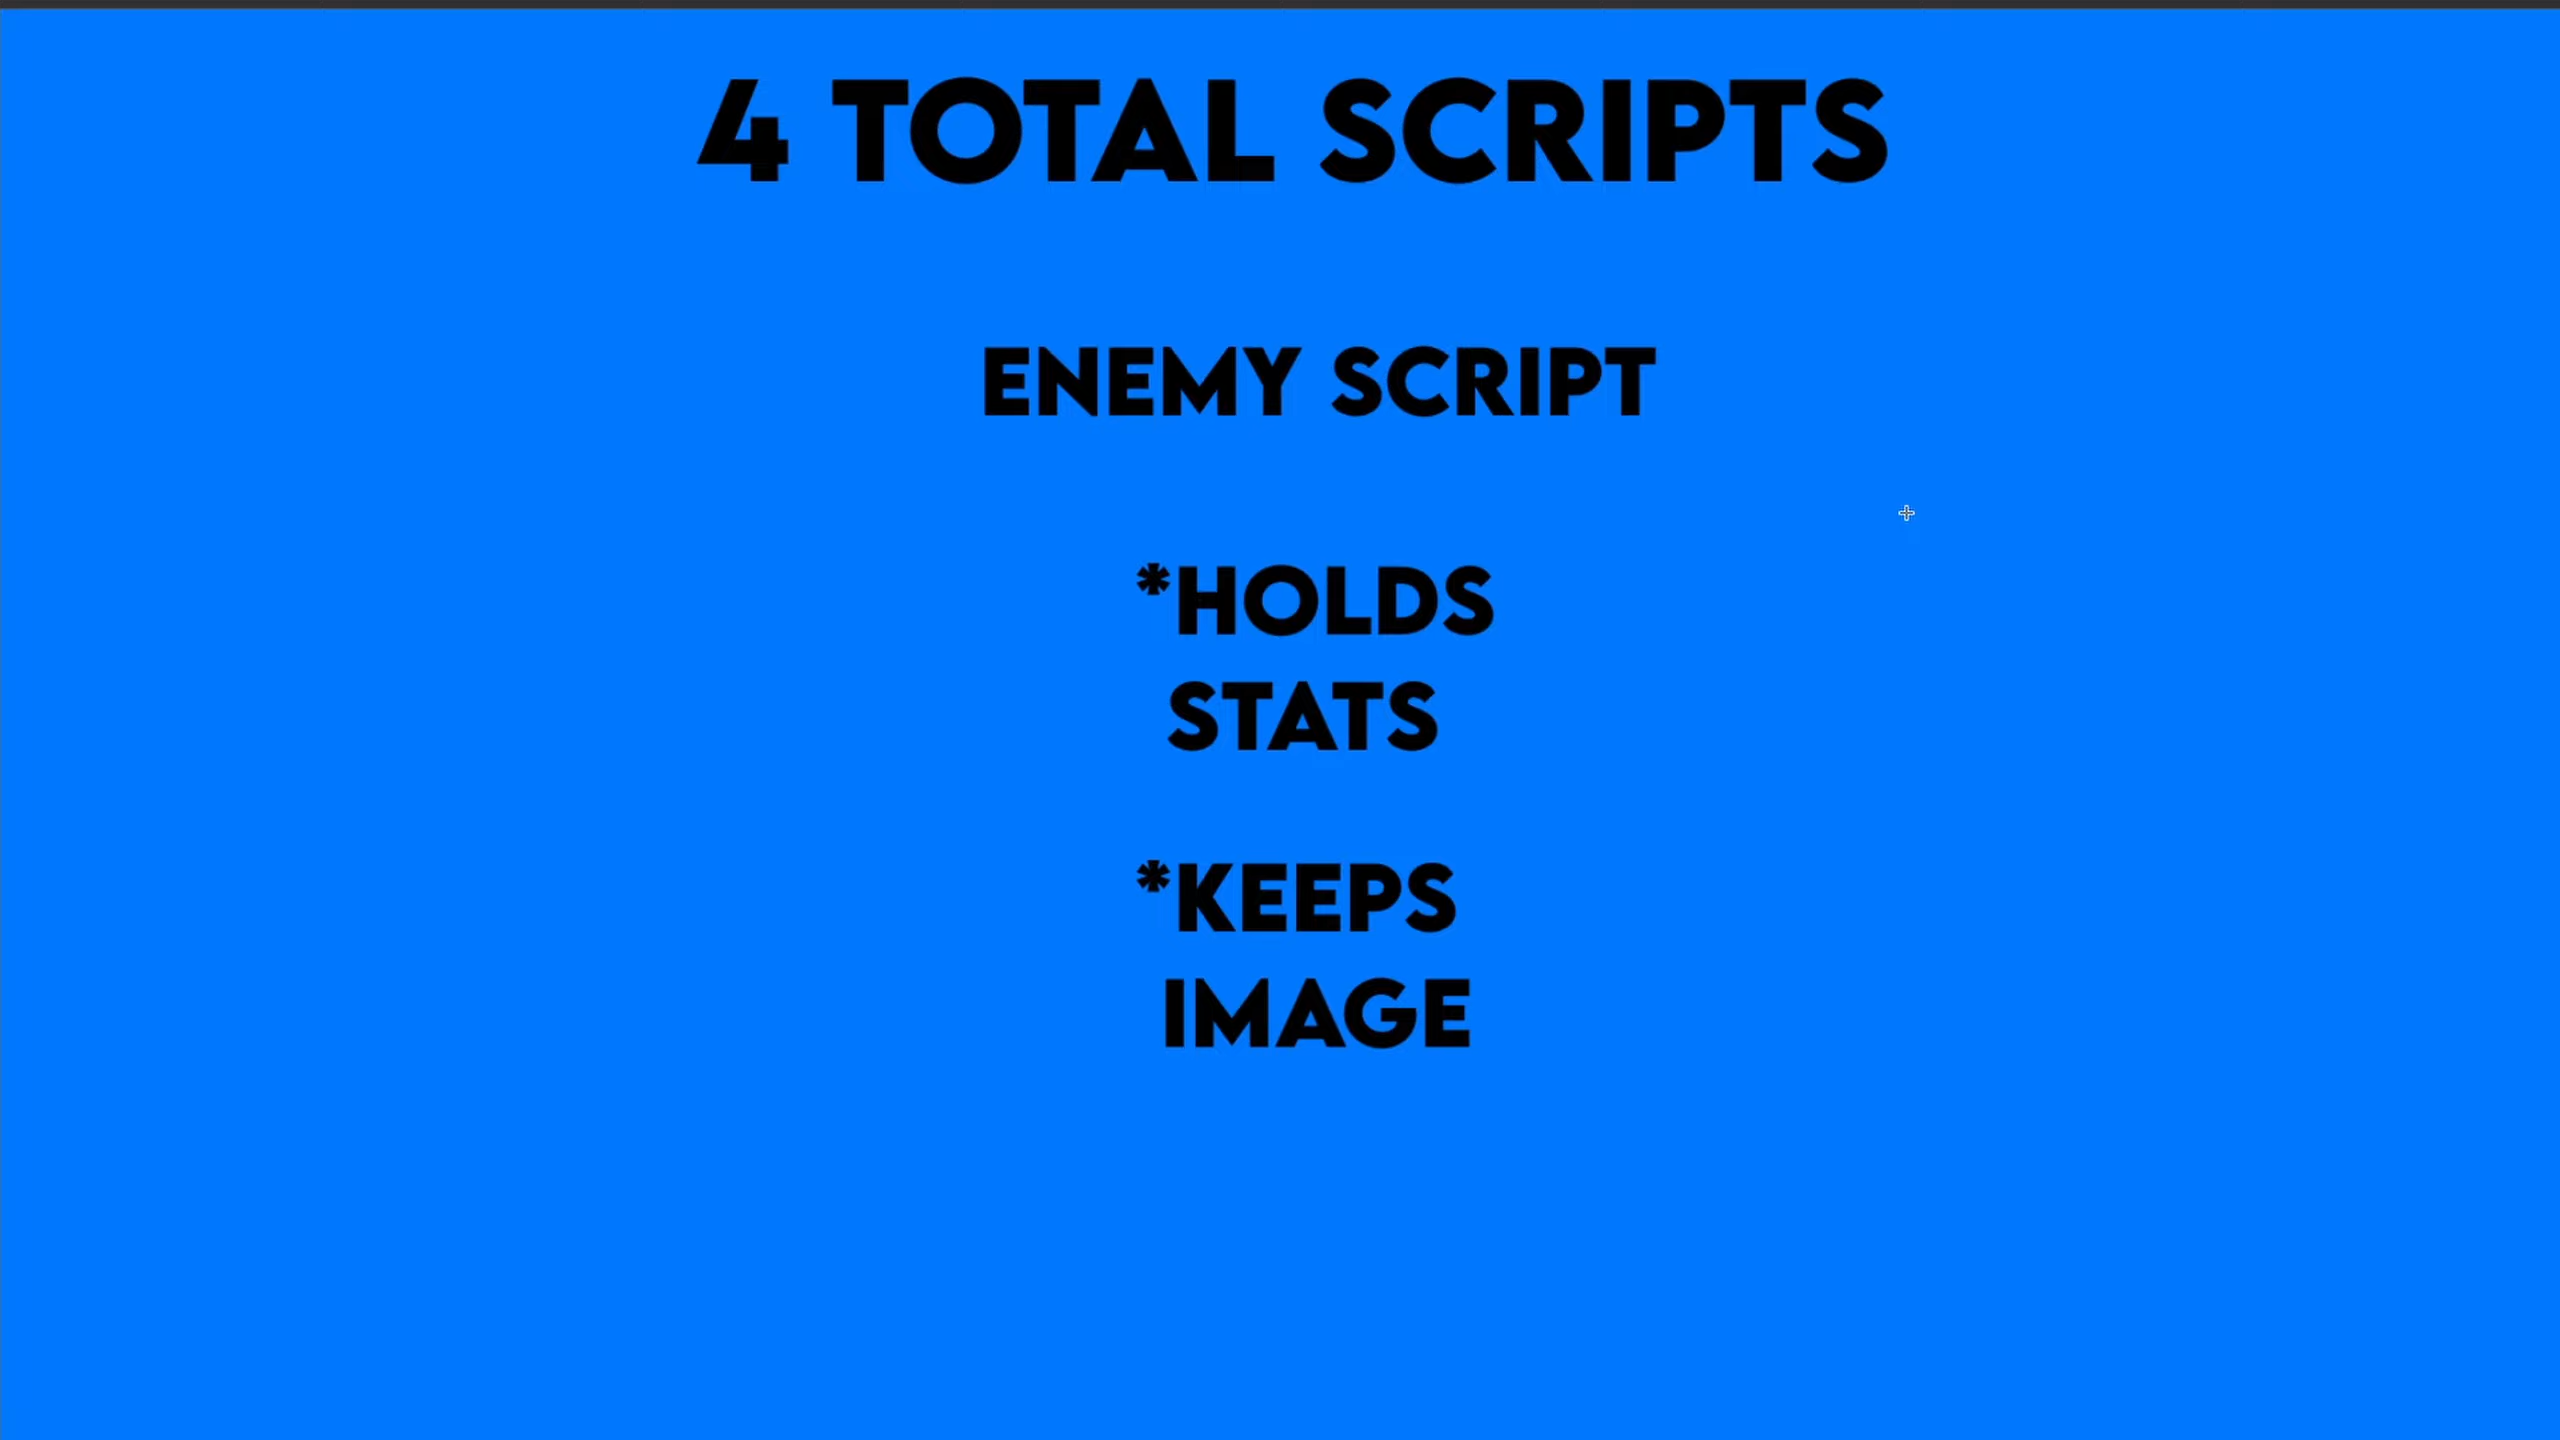 4 TOTAL SCRIPTS
ENEMY SCRIPT
*HOLDS
STATS
*KEEPS
IMAGE